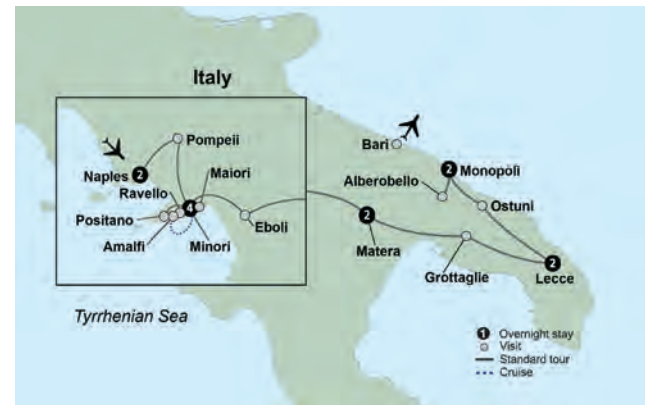 Italy
Pompeii
Naples
2
Ravello
Maiori
4
Positano
Amalfi
Minori
Eboli
Bari
2
Monopoli
Alberobello
Ostuni
2
Matera
Grottaglie
2
Lecce
Tyrrhenian Sea
1 Overnight stay
Visit
Standard tour
Cruise